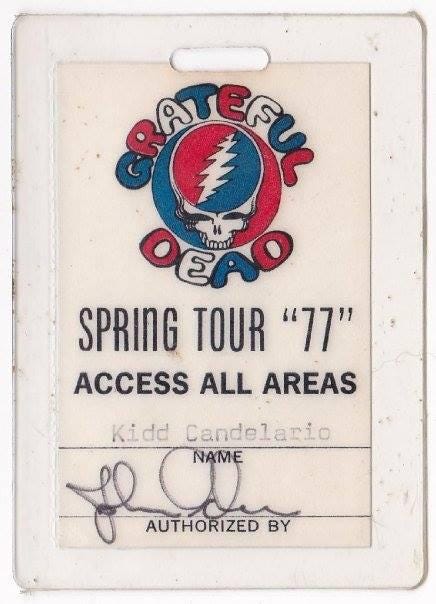 GRATEFUL
DEAD
SPRING TOUR "77"
ACCESS ALL AREAS
Kidd Candelario
NAME
AUTHORIZED BY